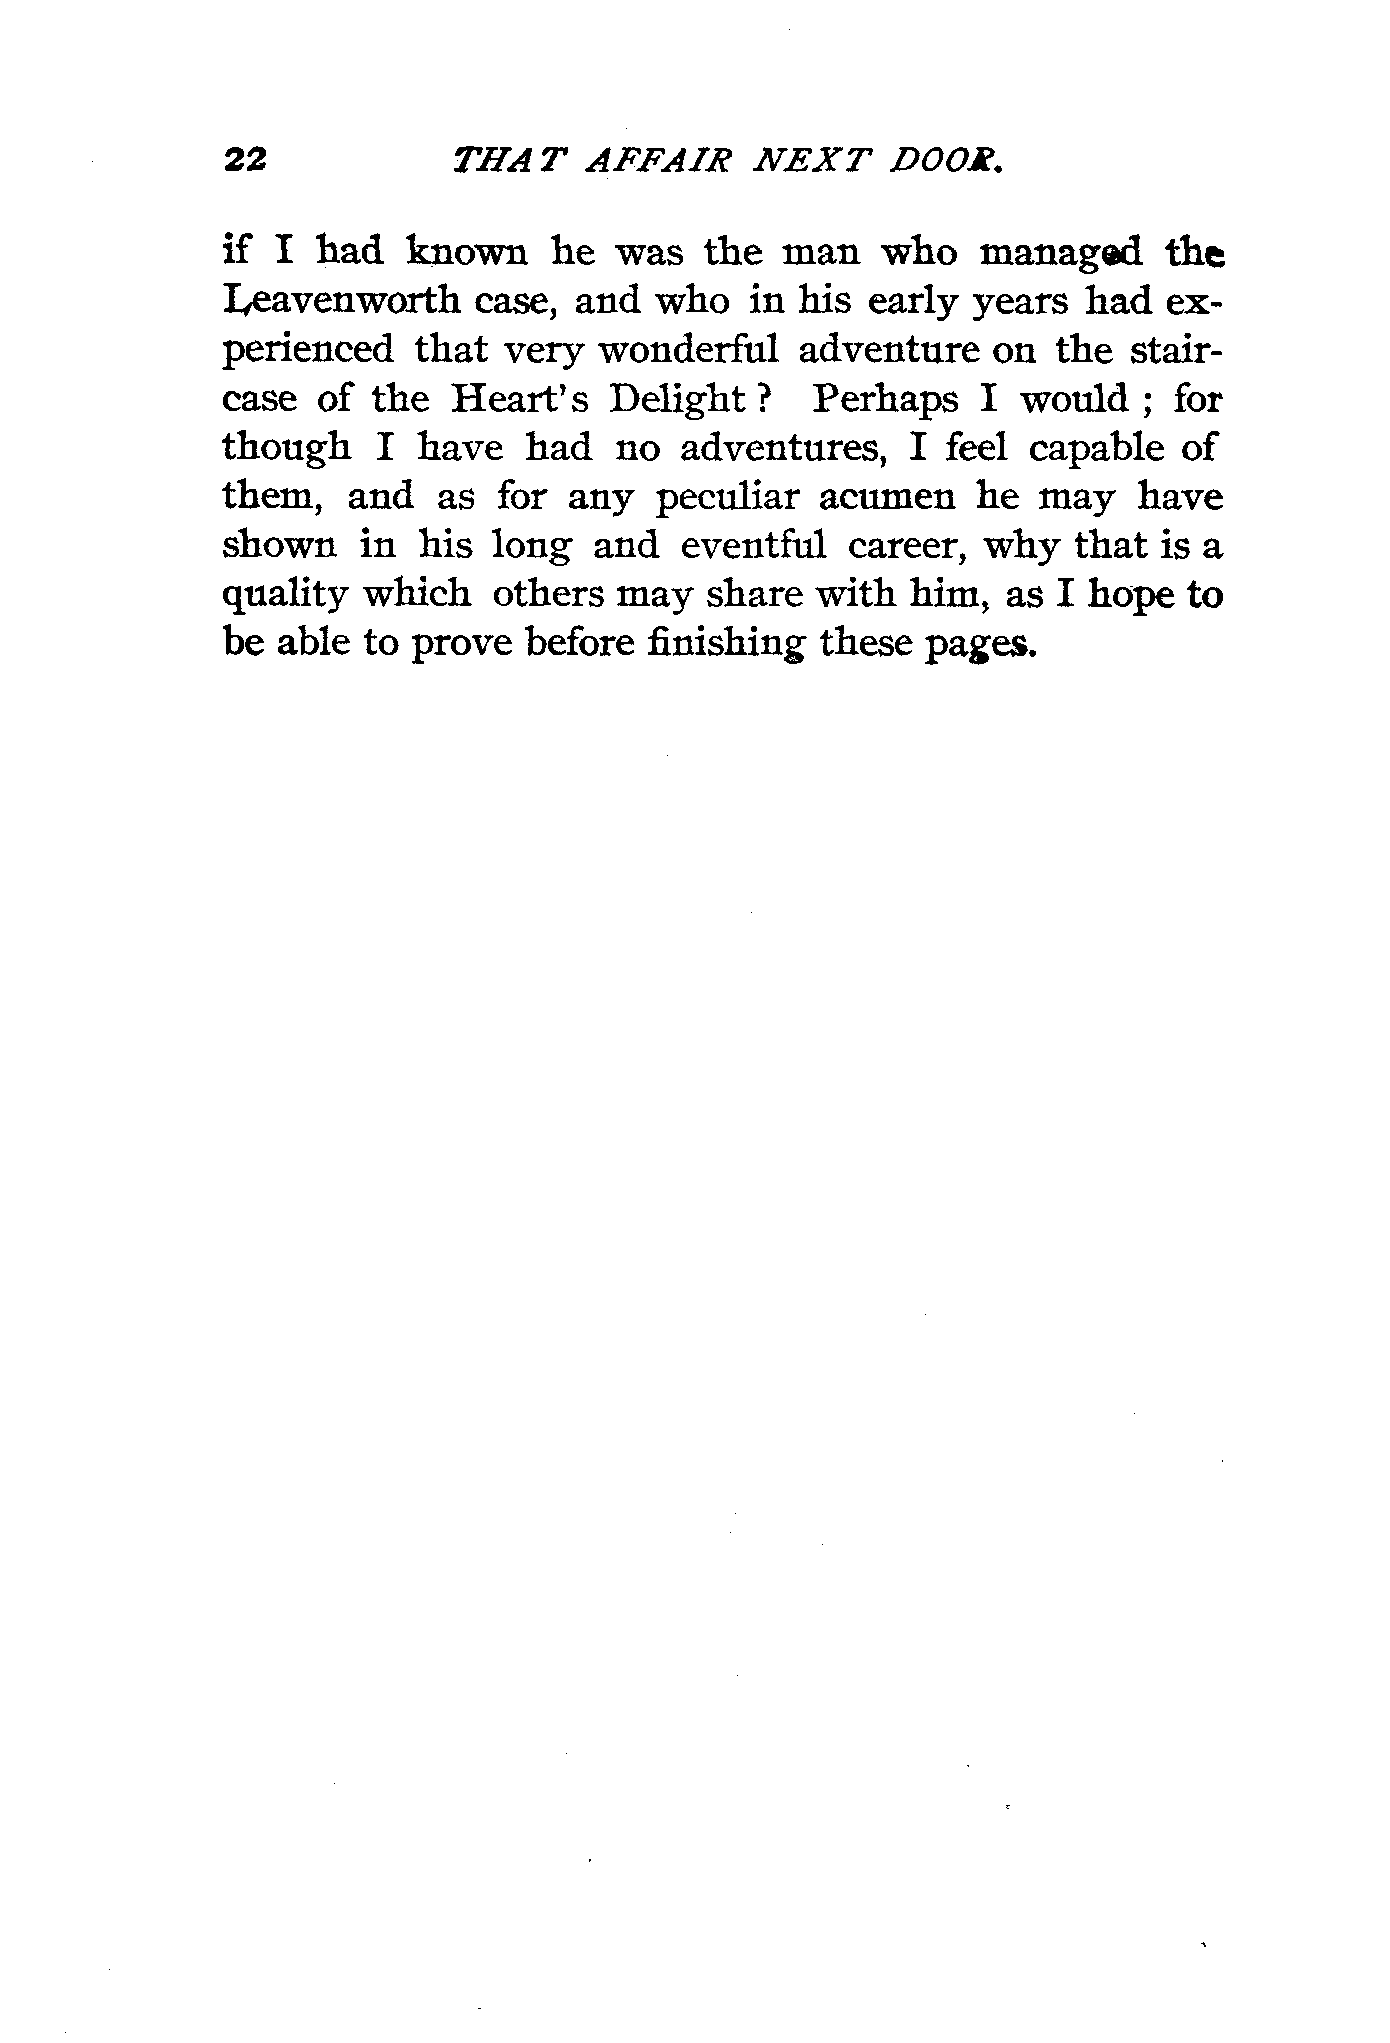 22 THAT AFFAIR NEXT DOOR.
if I had known he was the man who managed the
Leavenworth case, and who in his early years had ex-
perienced that very wonderful adventure on the stair-
case of the Heart's Delight ? Perhaps I would ; for
though I have had no adventures, I feel capable of
them, and as for any peculiar acumen he may have
shown in his long and eventful career, why that is a
quality which others may share with him, as I hope to
be able to prove before finishing these pages.